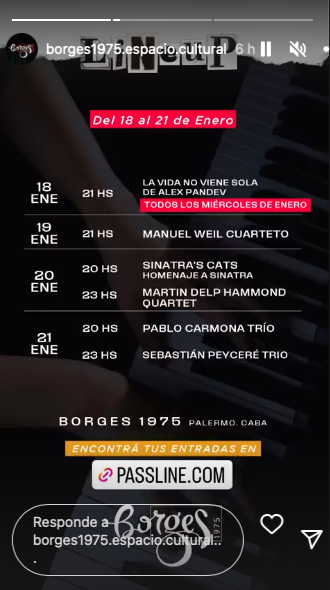 borges1975.espacio.cultural 6 h
LiNeuP
Del 18 al 21 de Enero
18
ENE
21 HS
LA VIDA NO VIENE SOLA
DE ALEX PANDEV
TODOS LOS MIÉRCOLES DE ENERO
19
ENE
21 HS
MANUEL WEIL CUARTETO
20
ENE
20 HS
SINATRA'S CATS
HOMENAJE A SINATRA
23 HS
MARTIN DELP HAMMOND
QUARTET
21
ENE
20 HS
PABLO CARMONA TRÍO
23 HS
SEBASTIÁN PEYCERÉ TRIO
BORGES 1975 PALERMO. CABA
ENCONTRÁ TUS ENTRADAS EN
PASSLINE.COM
Borges 1975
Responde a
borges1975.espacio.cultural..
.